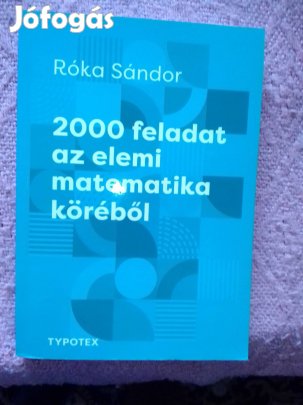 Jófogás
Róka Sándor
2000 feladat
az elemi
matematika
köréből
TYPOTEX